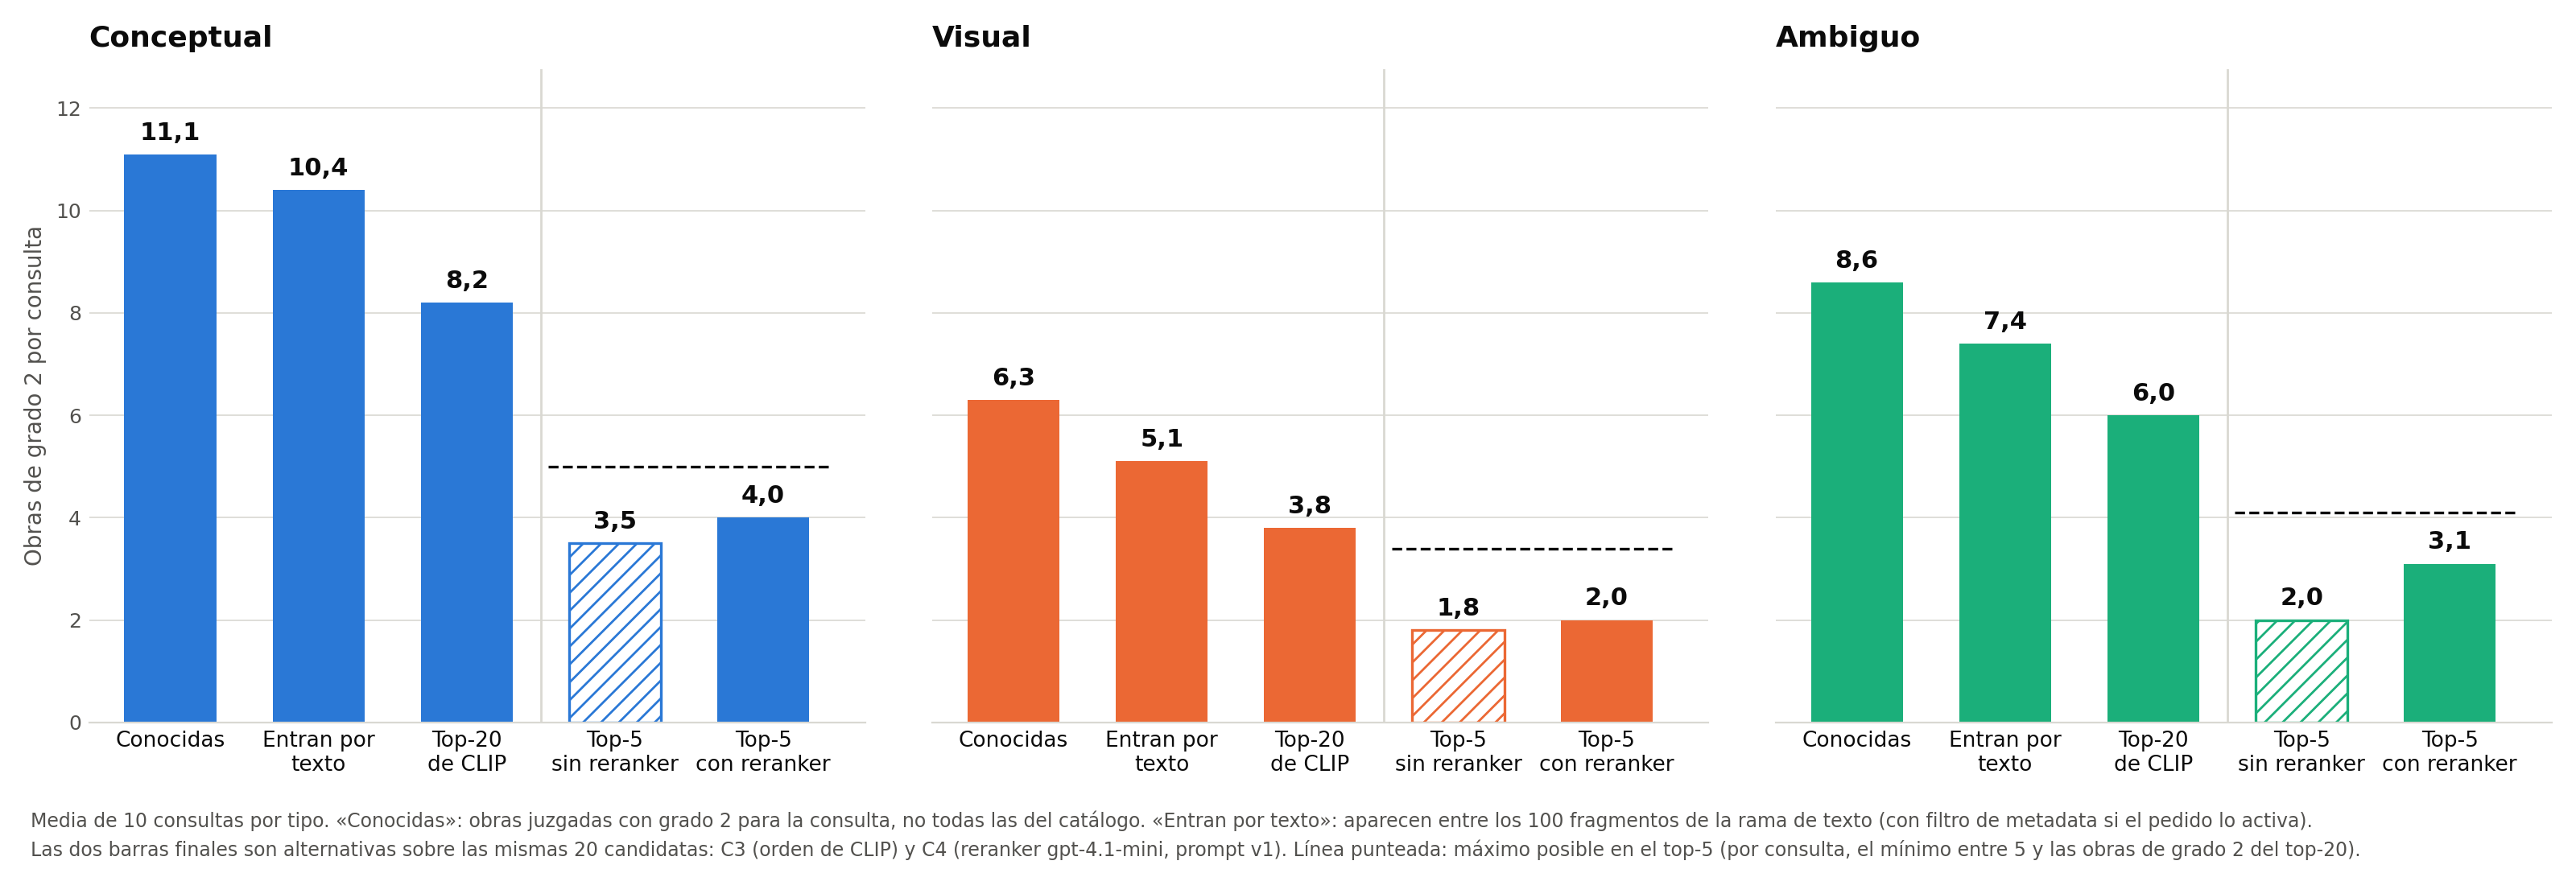 Conceptual
Visual
Ambiguo
Obras de grado 2 por consulta
12
10
8
6
4
2
0
11,1
10,4
8,2
3,5
4,0
Conocidas
Entran por
texto
Top-20
de CLIP
Top-5
sin reranker
Top-5
con reranker
6,3
5,1
3,8
1,8
2,0
Conocidas
Entran por
texto
Top-20
de CLIP
Top-5
sin reranker
Top-5
con reranker
8,6
7,4
6,0
2,0
3,1
Conocidas
Entran por
texto
Top-20
de CLIP
Top-5
sin reranker
Top-5
con reranker
Media de 10 consultas por tipo. «Conocidas»: obras juzgadas con grado 2 para la consulta, no todas las del catálogo. «Entran por texto»: aparecen entre los 100 fragmentos de la rama de texto (con filtro de metadata si el pedido lo activa).
Las dos barras finales son alternativas sobre las mismas 20 candidatas: C3 (orden de CLIP) y C4 (reranker gpt-4.1-mini, prompt v1). Línea punteada: máximo posible en el top-5 (por consulta, el mínimo entre 5 y las obras de grado 2 del top-20).